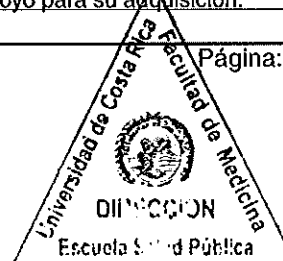 oyo para su adquisición.
Página:
Universidad de Costa Rica
Facultad de Medicina
Escuela Pública